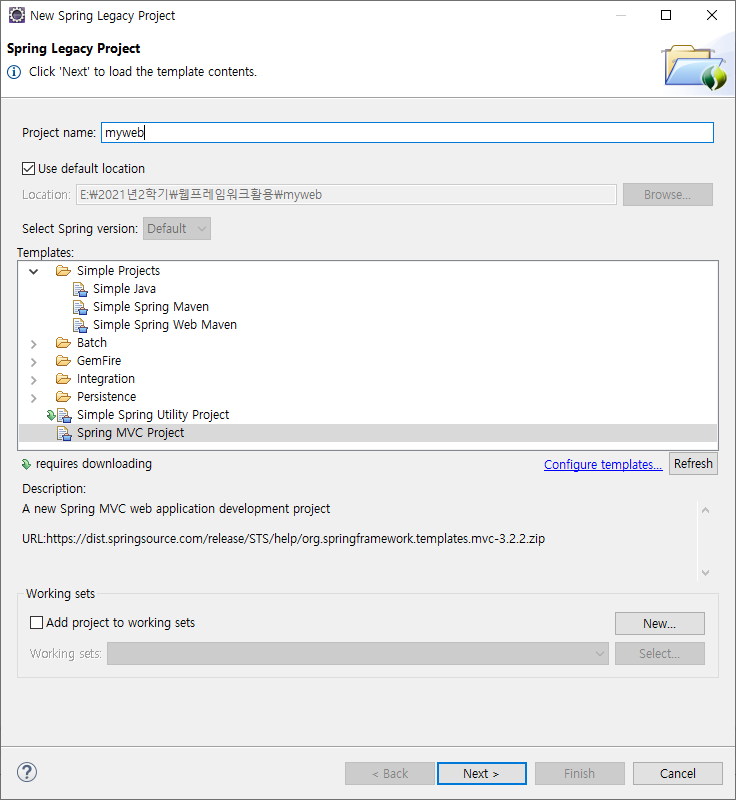 New Spring Legacy Project
Spring Legacy Project
Click 'Next' to load the template contents.
Project name: myweb
Use default location
Location: E:₩2021년2학기₩웹프레임워크활용₩myweb Browse...
Select Spring version: Default
Templates:
Simple Projects
Simple Java
Simple Spring Maven
Simple Spring Web Maven
Batch
GemFire
Integration
Persistence
Simple Spring Utility Project
Spring MVC Project
requires downloading Configure templates... Refresh
Description:
A new Spring MVC web application development project
URL:https://dist.springsource.com/release/STS/help/org.springframework.templates.mvc-3.2.2.zip
Working sets
Add project to working sets New...
Working sets: Select...
? < Back Next > Finish Cancel